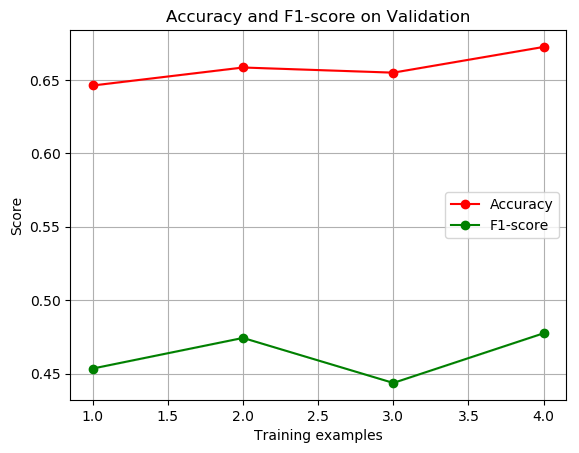 Accuracy and F1-score on Validation
Score
0.65
0.60
0.55
0.50
0.45
Accuracy
F1-score
1.0 1.5 2.0 2.5 3.0 3.5 4.0
Training examples